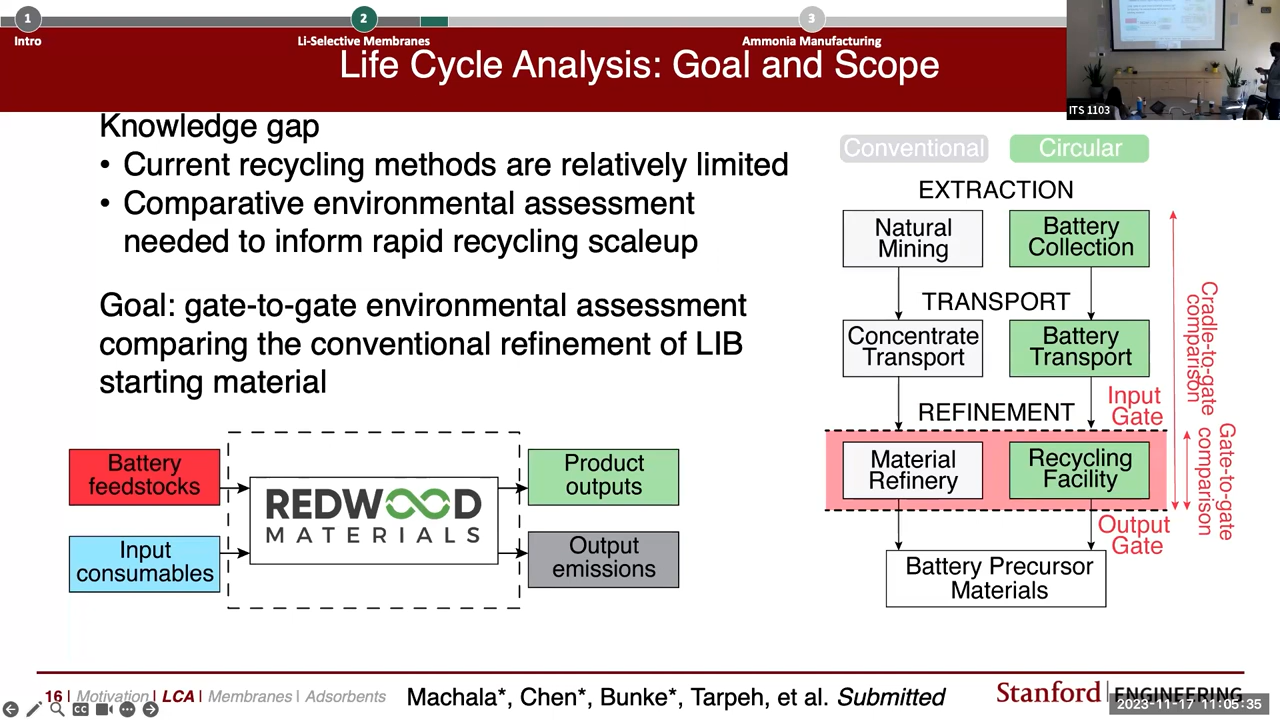 1
2
3
Intro
Li-Selective Membranes
Ammonia Manufacturing
Life Cycle Analysis: Goal and Scope
ITS 1103
Knowledge gap
• Current recycling methods are relatively limited
• Comparative environmental assessment
needed to inform rapid recycling scaleup
Goal: gate-to-gate environmental assessment
comparing the conventional refinement of LIB
starting material
Battery
feedstocks
Input
consumables
REDWOOD
MATERIALS
Product
outputs
Output
emissions
Conventional
Circular
EXTRACTION
Natural
Mining
Battery
Collection
TRANSPORT
Concentrate
Transport
Battery
Transport
REFINEMENT
Input
Gate
Material
Refinery
Recycling
Facility
Output
Gate
Battery Precursor
Materials
Cradle-to-gate
comparison
Gate-to-gate
comparison
16 | Motivation | LCA | Membranes | Adsorbents
Machala*, Chen*, Bunke*, Tarpeh, et al. Submitted
Stanford | ENGINEERING
CC
2023-11-17 11:05:35